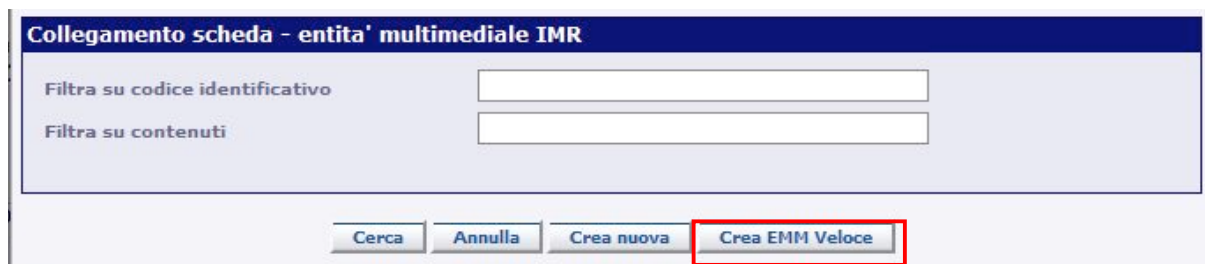 Collegamento scheda - entita' multimediale IMR
Filtra su codice identificativo
Filtra su contenuti
Cerca Annulla Crea nuova Crea EMM Veloce